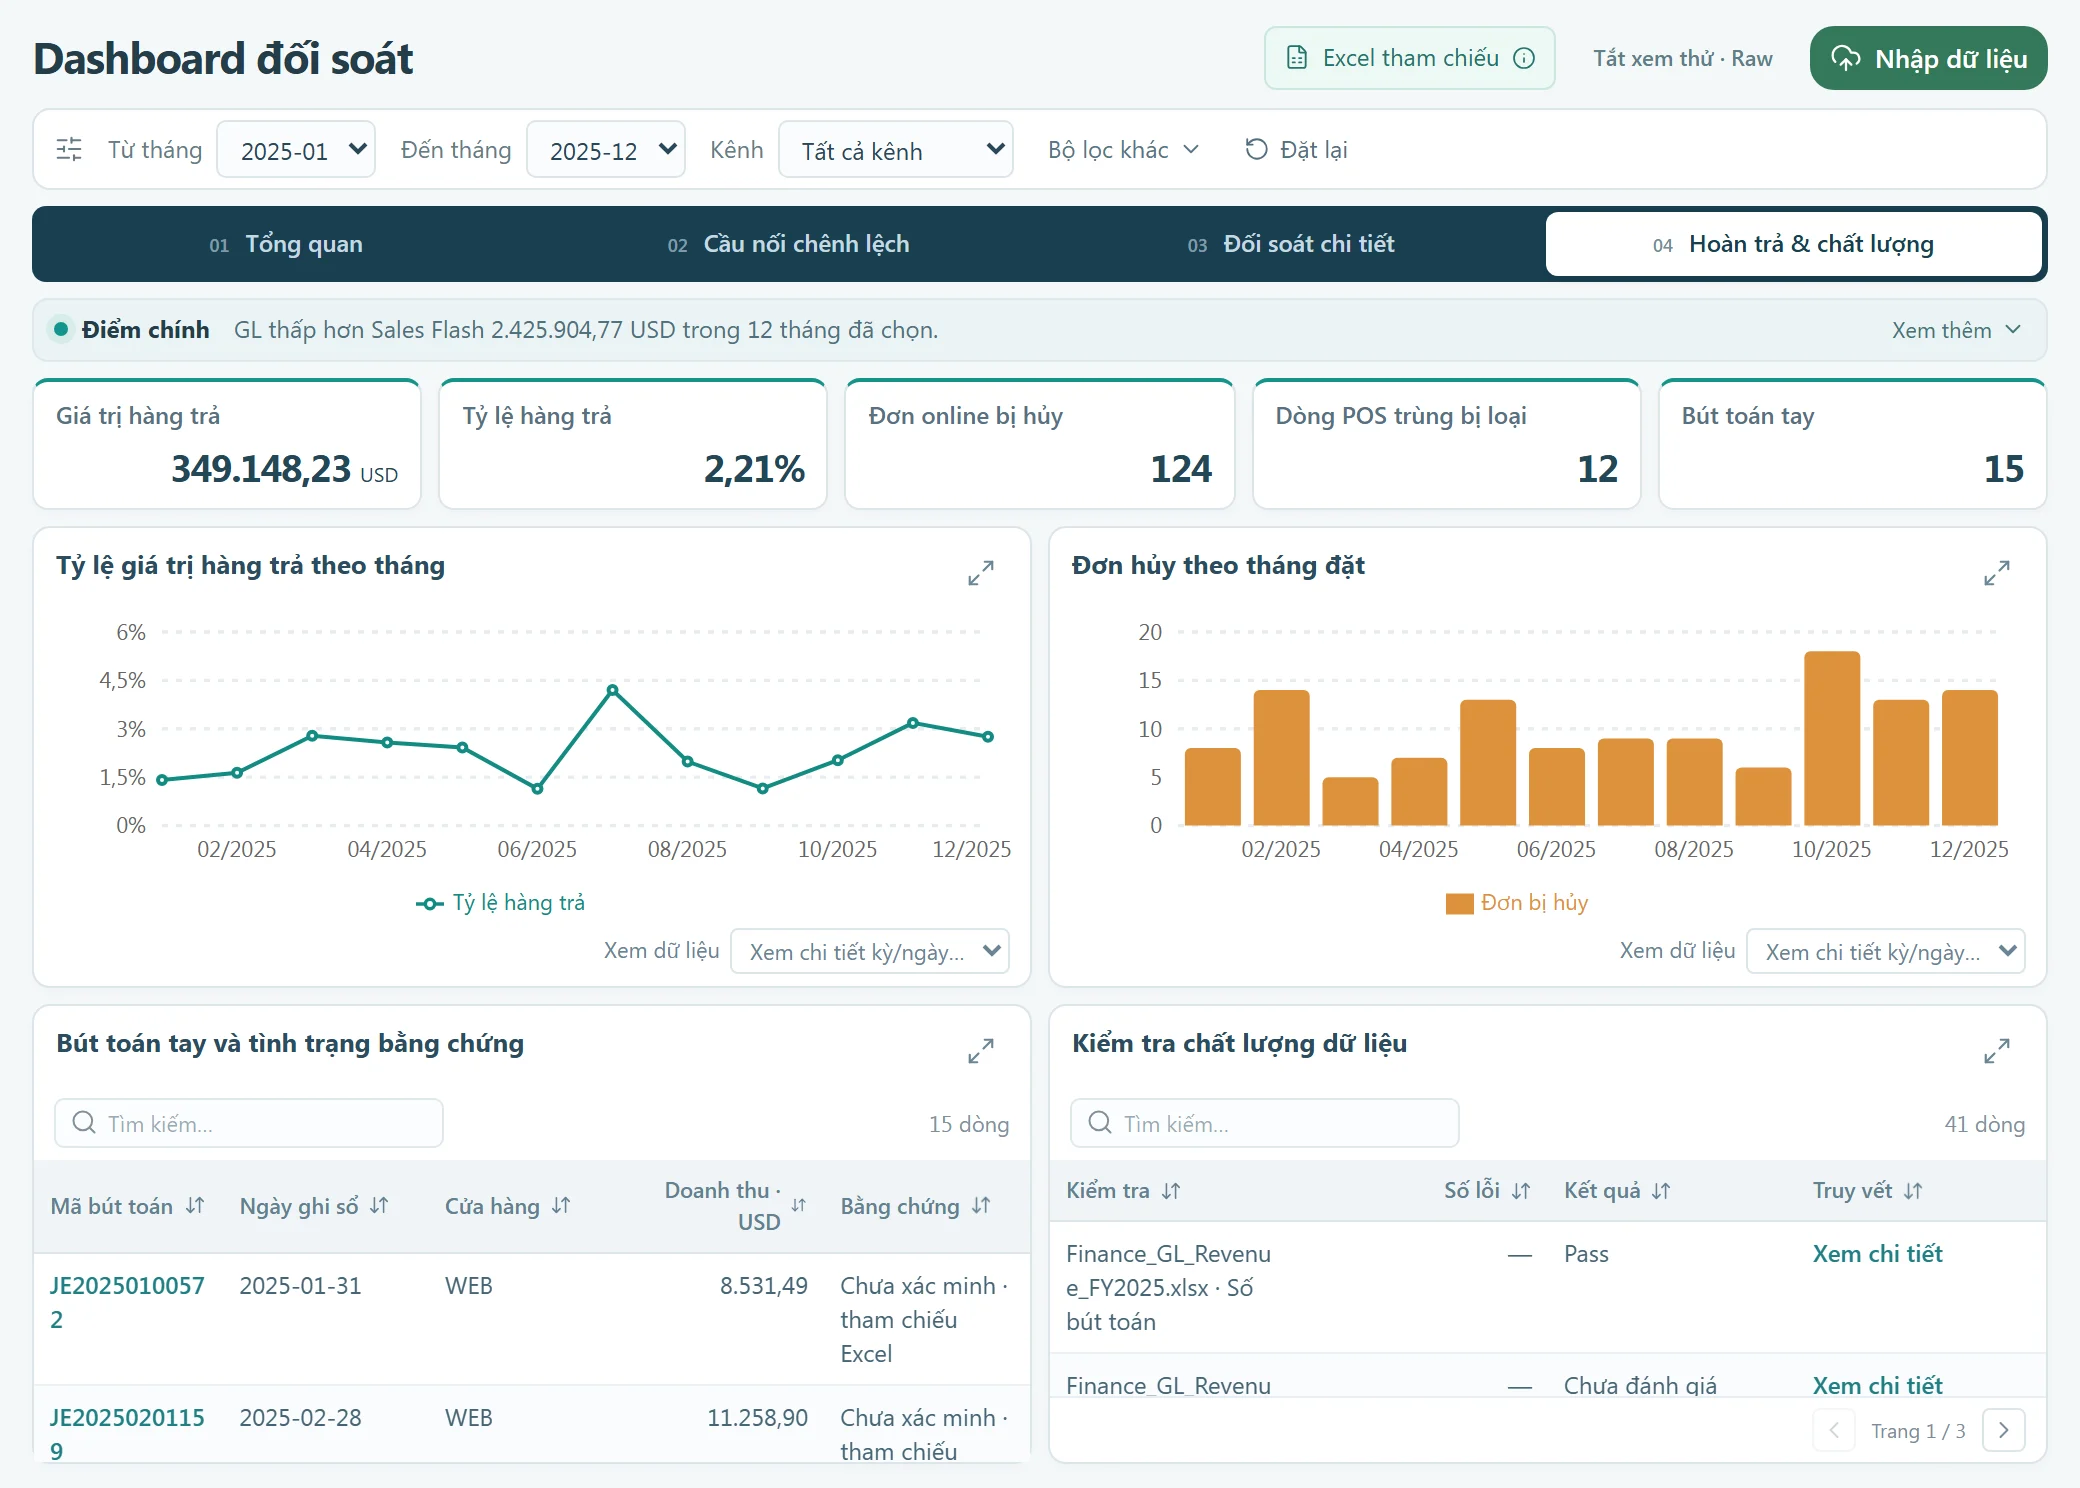 Dashboard đối soát
Excel tham chiếu
Tắt xem thử · Raw
Nhập dữ liệu
Từ tháng
2025-01
Đến tháng
2025-12
Kênh
Tất cả kênh
Bộ lọc khác
Đặt lại
01 Tổng quan
02 Cầu nối chênh lệch
03 Đối soát chi tiết
04 Hoàn trả & chất lượng
Điểm chính GL thấp hơn Sales Flash 2.425.904,77 USD trong 12 tháng đã chọn.
Xem thêm
Giá trị hàng trả
349.148,23 USD
Tỷ lệ hàng trả
2,21%
Đơn online bị hủy
124
Dòng POS trùng bị loại
12
Bút toán tay
15
Tỷ lệ giá trị hàng trả theo tháng
6%
4,5%
3%
1,5%
0%
02/2025 04/2025 06/2025 08/2025 10/2025 12/2025
Tỷ lệ hàng trả
Xem dữ liệu Xem chi tiết kỳ/ngày...
Đơn hủy theo tháng đặt
20
15
10
5
0
02/2025 04/2025 06/2025 08/2025 10/2025 12/2025
Đơn bị hủy
Xem dữ liệu Xem chi tiết kỳ/ngày...
Bút toán tay và tình trạng bằng chứng
Tìm kiếm...
15 dòng
Mã bút toán
Ngày ghi sổ
Cửa hàng
Doanh thu ·
USD
Bằng chứng
JE2025010057
2
2025-01-31
WEB
8.531,49
Chưa xác minh ·
tham chiếu
Excel
JE2025020115
9
2025-02-28
WEB
11.258,90
Chưa xác minh ·
tham chiếu
Kiểm tra chất lượng dữ liệu
Tìm kiếm...
41 dòng
Kiểm tra
Số lỗi
Kết quả
Truy vết
Finance_GL_Revenu
e_FY2025.xlsx · Số
bút toán
—
Pass
Xem chi tiết
Finance_GL_Revenu
—
Chưa đánh giá
Xem chi tiết
Trang 1 / 3